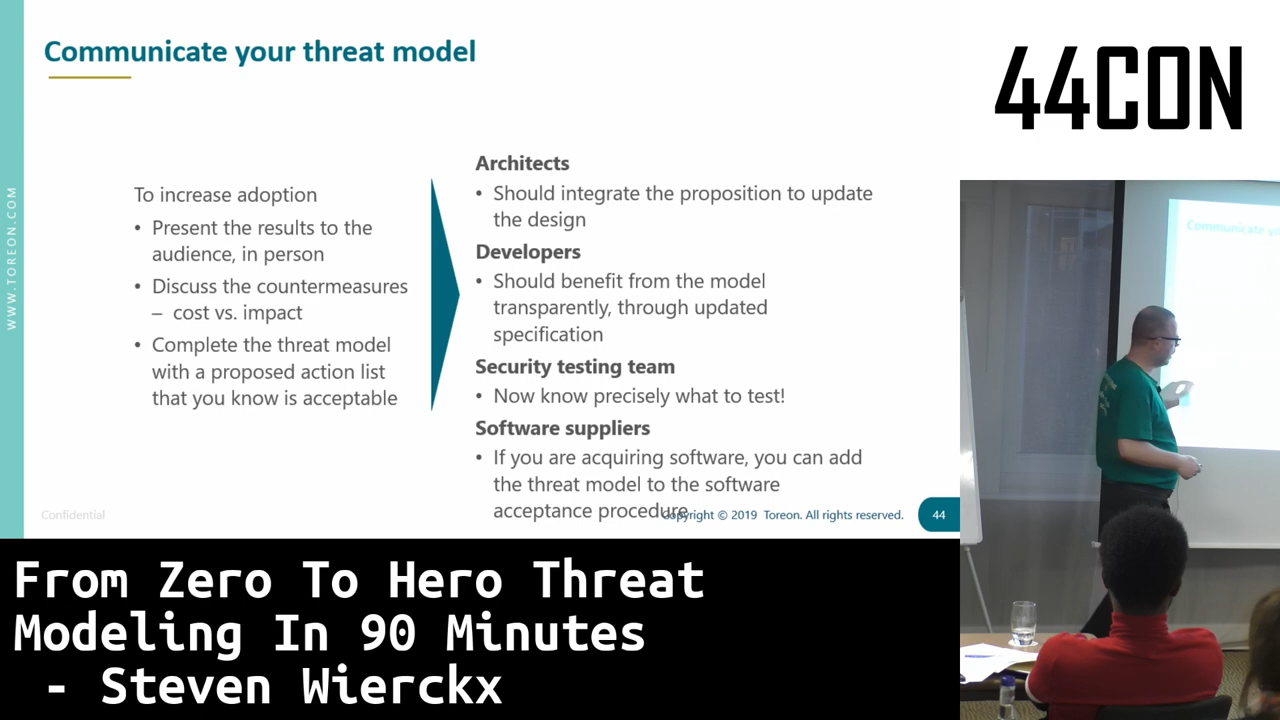 Communicate your threat model
WWW.TOREON.COM
To increase adoption
• Present the results to the
audience, in person
• Discuss the countermeasures
– cost vs. impact
• Complete the threat model
with a proposed action list
that you know is acceptable
Architects
• Should integrate the proposition to update
the design
Developers
• Should benefit from the model
transparently, through updated
specification
Security testing team
• Now know precisely what to test!
Software suppliers
• If you are acquiring software, you can add
the threat model to the software
acceptance procedure
Confidential
Copyright © 2019 Toreon. All rights reserved.
44
44CON
Communicate yo
From Zero To Hero Threat
Modeling In 90 Minutes
- Steven Wierckx